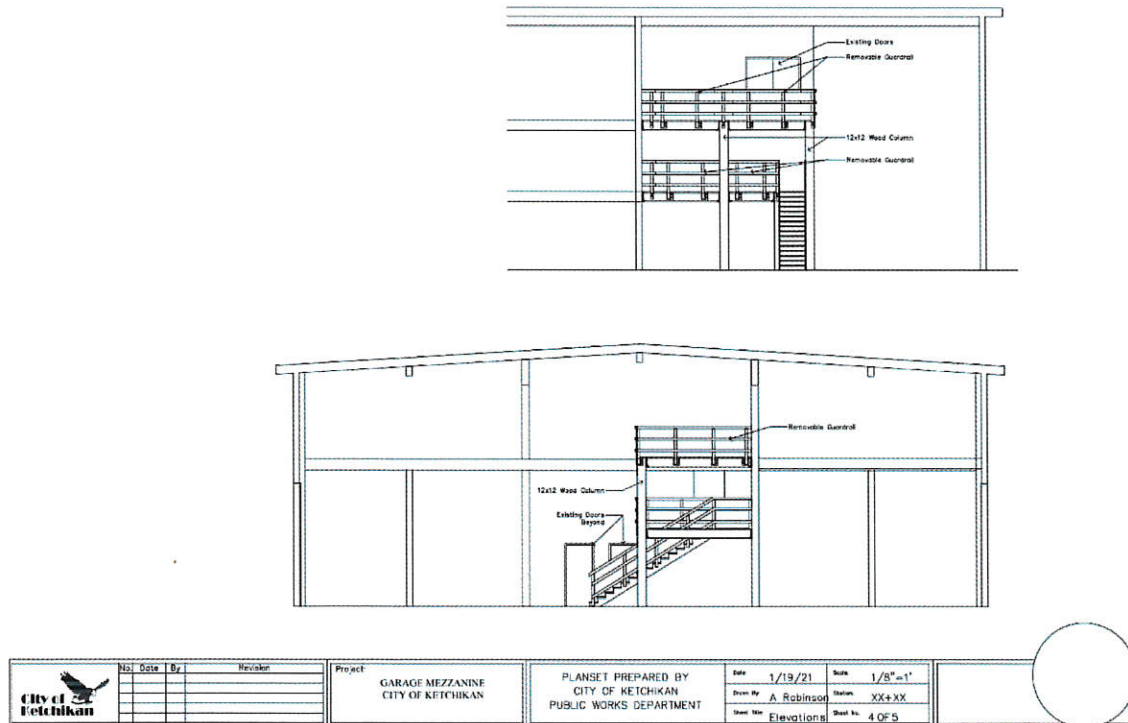 Existing Doors
Removable Guardrail
12x12 Wood Column
Removable Guardrail
Removable Guardrail
12x12 Wood Column
Existing Doors
Beyond
City of
Ketchikan
No. Date By Revision
Project:
GARAGE MEZZANINE
CITY OF KETCHIKAN
PLANSET PREPARED BY
CITY OF KETCHIKAN
PUBLIC WORKS DEPARTMENT
Date 1/19/21 Scale 1/8"=1'
Drawn By A Robinson Station XX+XX
Sheet Title Elevations Sheet No. 4 OF 5